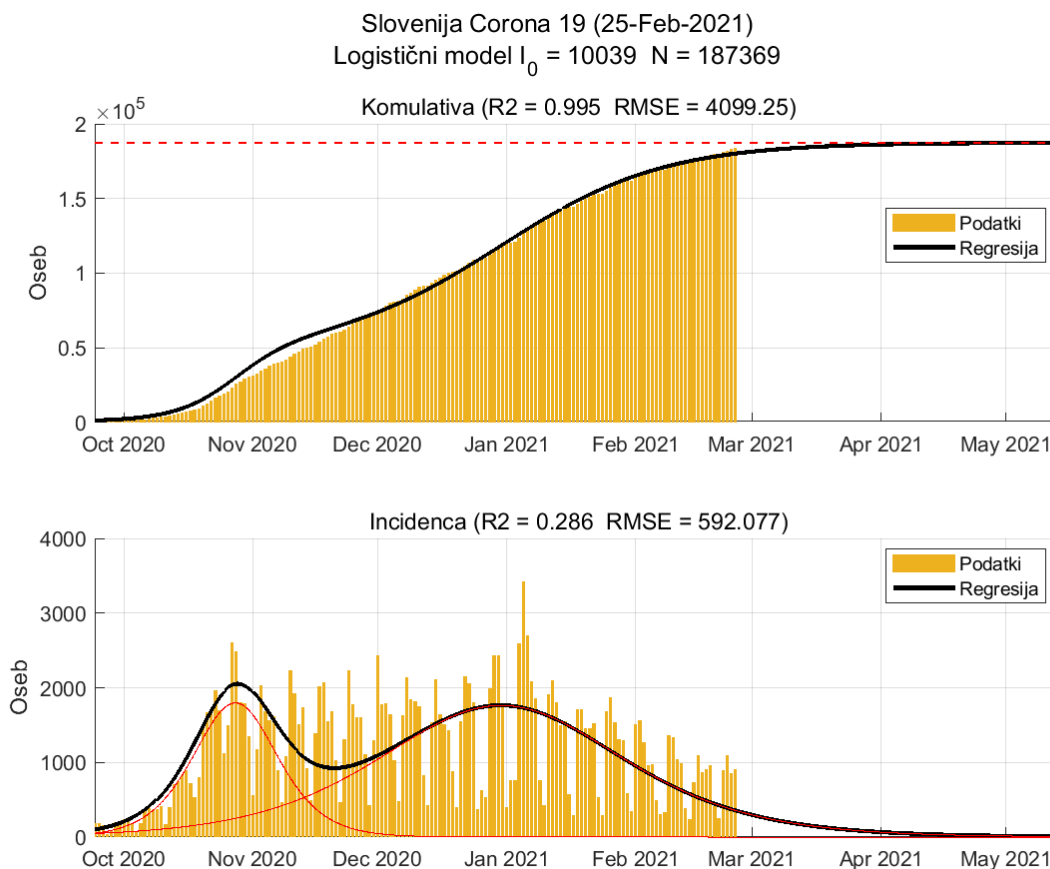 Slovenija Corona 19 (25-Feb-2021)
Logistični model I0 = 10039 N = 187369
Komulativa (R2 = 0.995 RMSE = 4099.25)
×10^5
2
1.5
1
0.5
0
Oseb
Podatki
Regresija
Oct 2020 Nov 2020 Dec 2020 Jan 2021 Feb 2021 Mar 2021 Apr 2021 May 2021
Incidenca (R2 = 0.286 RMSE = 592.077)
4000
3000
2000
1000
0
Oseb
Podatki
Regresija
Oct 2020 Nov 2020 Dec 2020 Jan 2021 Feb 2021 Mar 2021 Apr 2021 May 2021